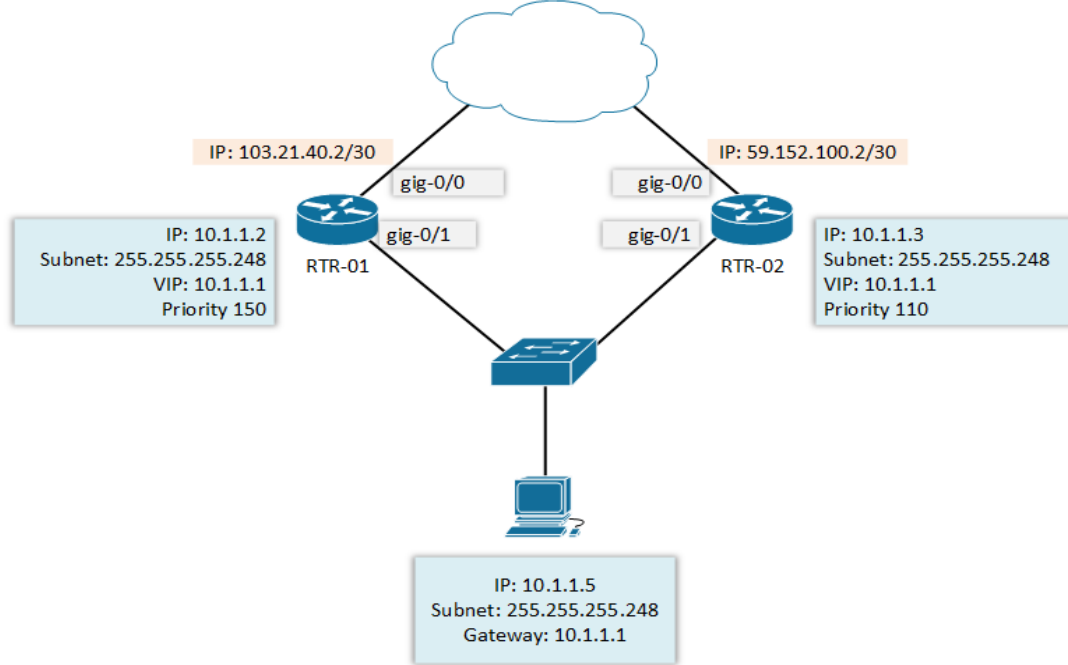 IP: 103.21.40.2/30
IP: 59.152.100.2/30
gig-0/0
gig-0/0
gig-0/1
gig-0/1
RTR-01
RTR-02
IP: 10.1.1.2
Subnet: 255.255.255.248
VIP: 10.1.1.1
Priority 150
IP: 10.1.1.3
Subnet: 255.255.255.248
VIP: 10.1.1.1
Priority 110
IP: 10.1.1.5
Subnet: 255.255.255.248
Gateway: 10.1.1.1